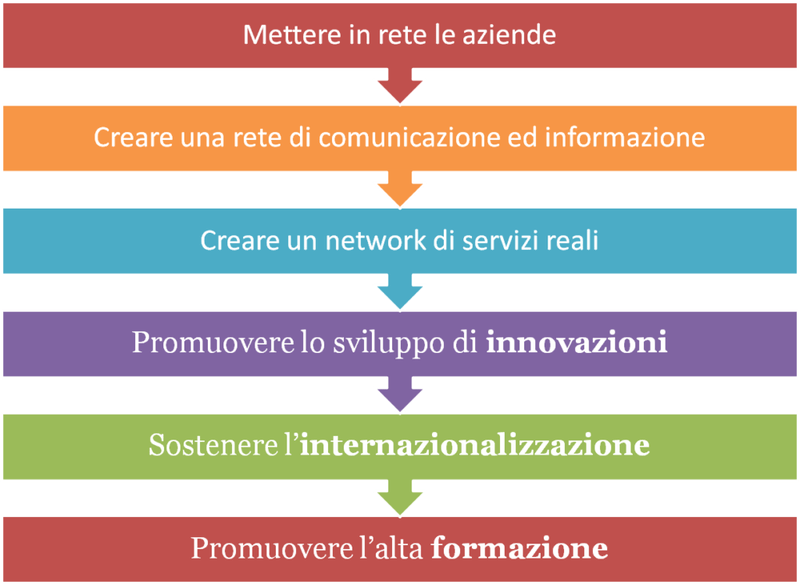 Mettere in rete le aziende
Creare una rete di comunicazione ed informazione
Creare un network di servizi reali
Promuovere lo sviluppo di innovazioni
Sostenere l’internazionalizzazione
Promuovere l’alta formazione